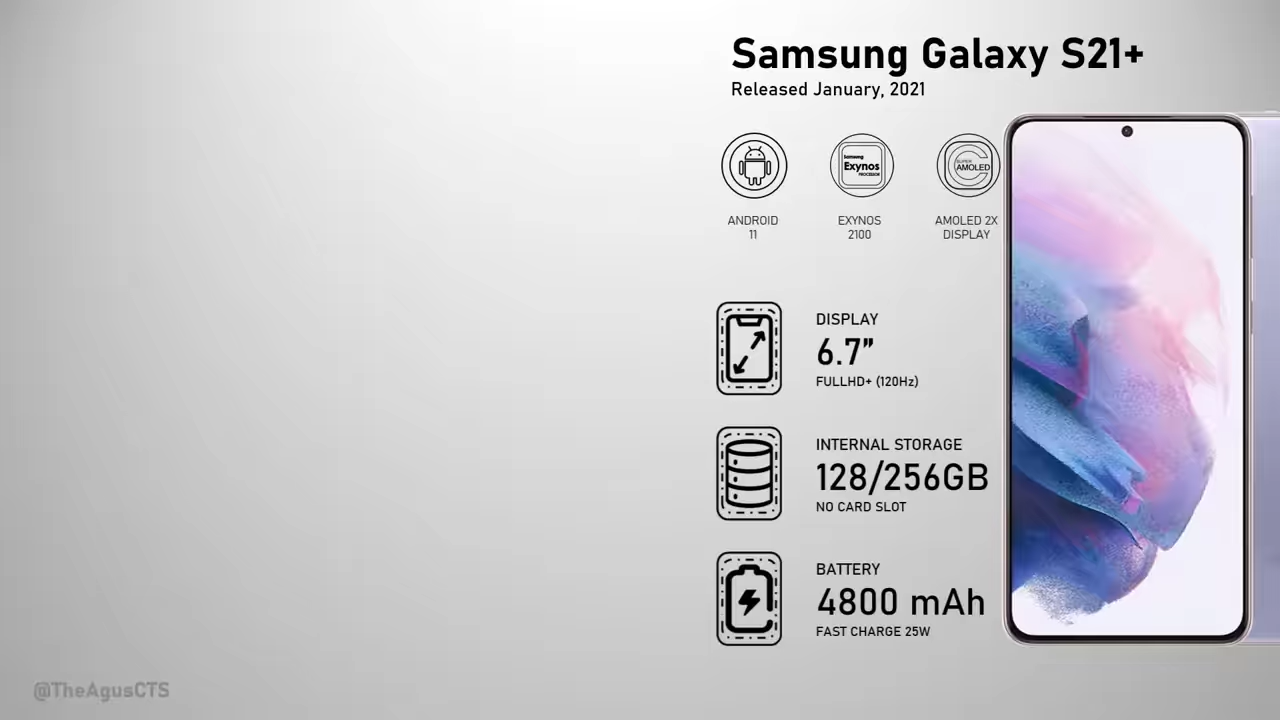 Samsung Galaxy S21+
Released January, 2021
Samsung
Exynos
PROCESSOR
SUPER
AMOLED
ANDROID
11
EXYNOS
2100
AMOLED 2X
DISPLAY
DISPLAY
6.7”
FULLHD+ (120Hz)
INTERNAL STORAGE
128/256GB
NO CARD SLOT
BATTERY
4800 mAh
FAST CHARGE 25W
@TheAgusCTS